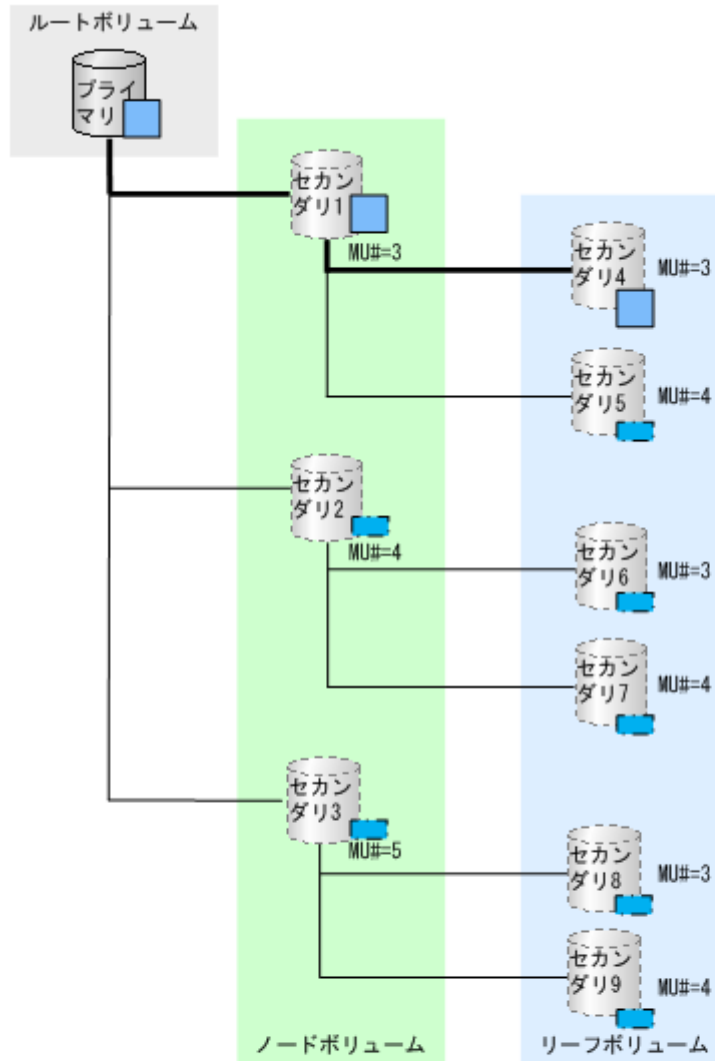 ルートボリューム
プライ
マリ
セカン
ダリ1
MU#=3
セカン
ダリ4
MU#=3
セカン
ダリ5
MU#=4
セカン
ダリ2
MU#=4
セカン
ダリ6
MU#=3
セカン
ダリ7
MU#=4
セカン
ダリ3
MU#=5
セカン
ダリ8
MU#=3
セカン
ダリ9
MU#=4
ノードボリューム
リーフボリューム